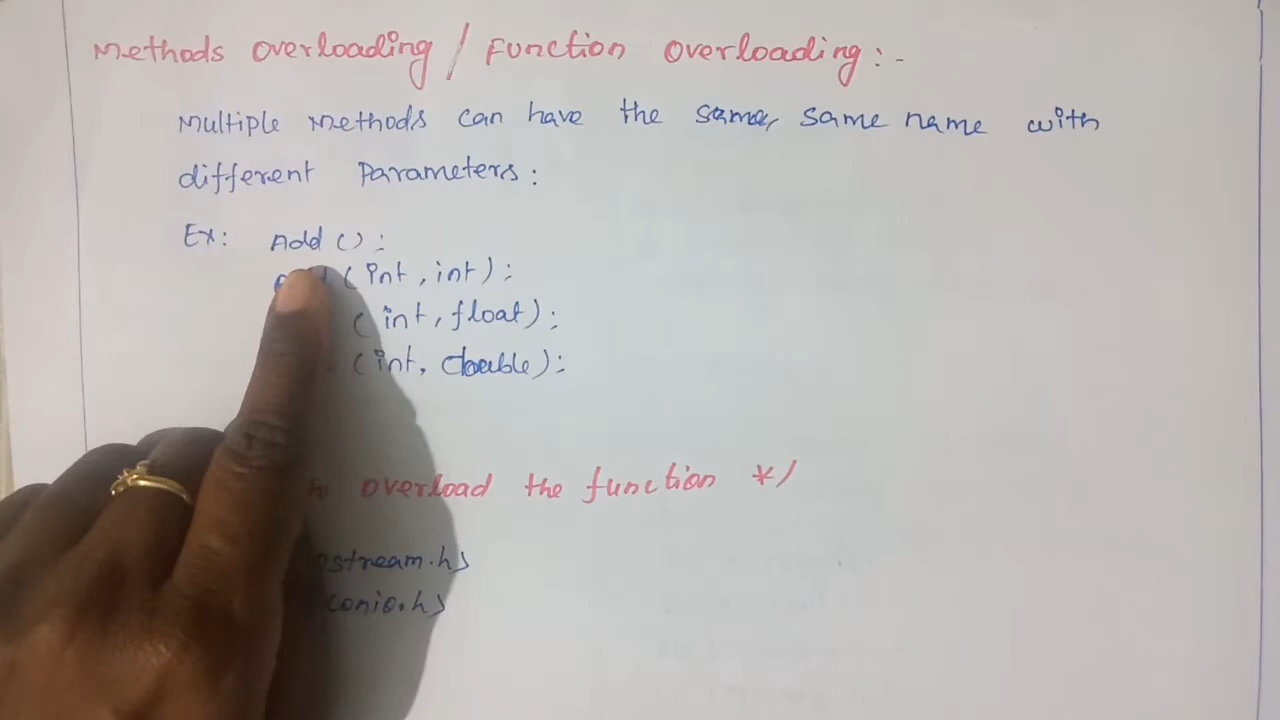 Methods overloading / Function overloading : -
Multiple Methods can have the same, same name with
different Parameters :
Ex: Add () ;
(int , int) ;
(int, float) ;
(int, double) ;
to overload the function */
stream.h>
conio.h>